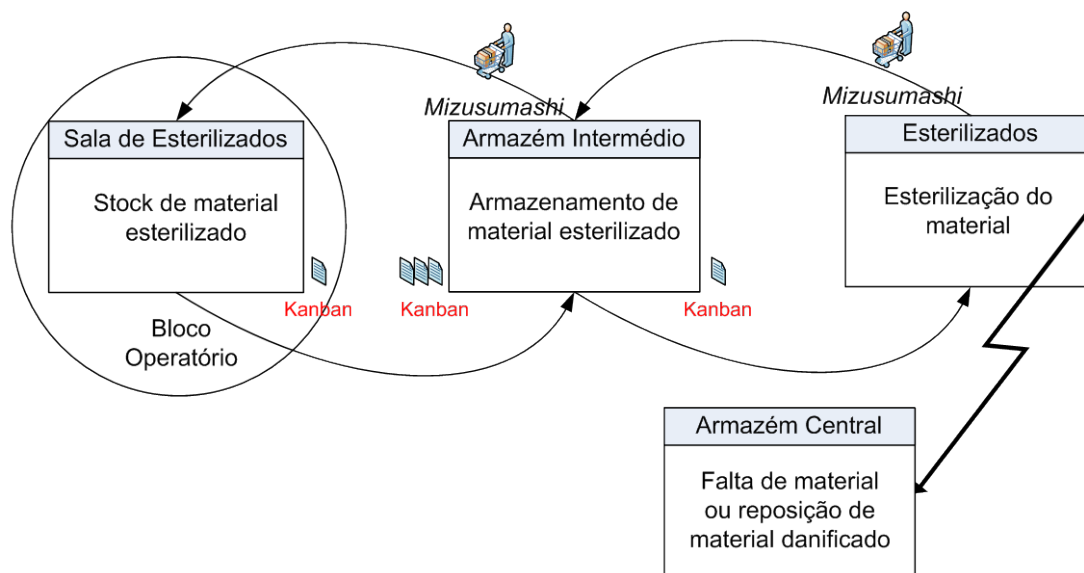 Mizusumashi
Mizusumashi
Sala de Esterilizados
Stock de material
esterilizado
Kanban
Bloco
Operatório
Armazém Intermédio
Armazenamento de
material esterilizado
Kanban
Kanban
Esterilizados
Esterilização do
material
Armazém Central
Falta de material
ou reposição de
material danificado